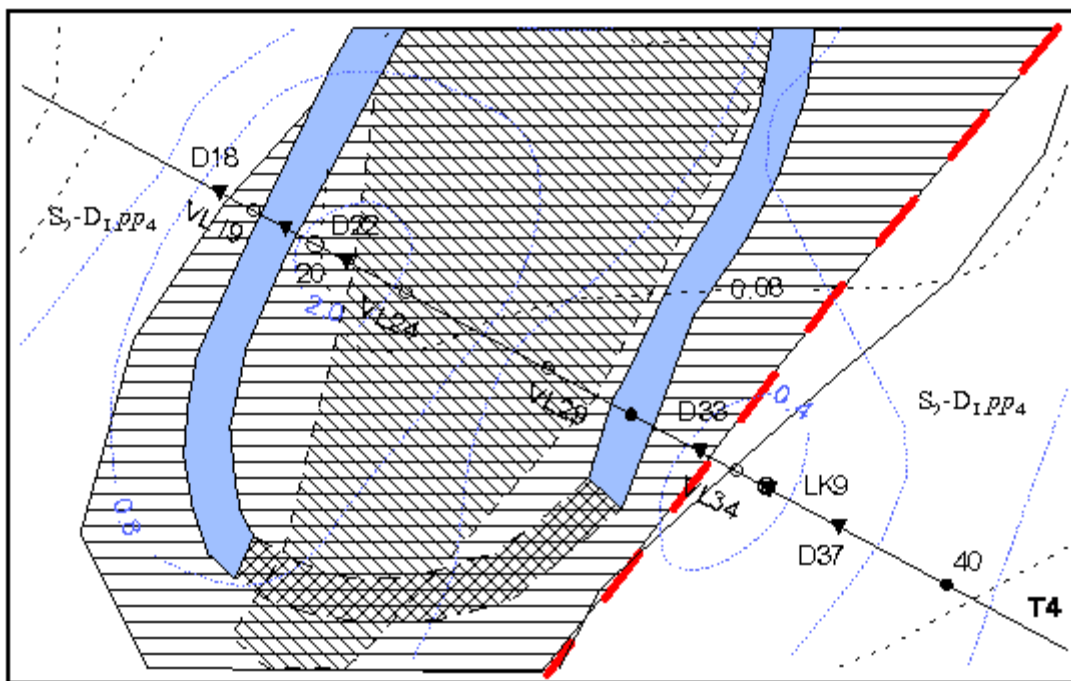 D18
S₂-D₁pp₄
VL19
D22
20
2.0
VL24
0.08
VL29
D33
0.4
S₂-D₁pp₄
VL34
LK9
0.8
D37
40
T4